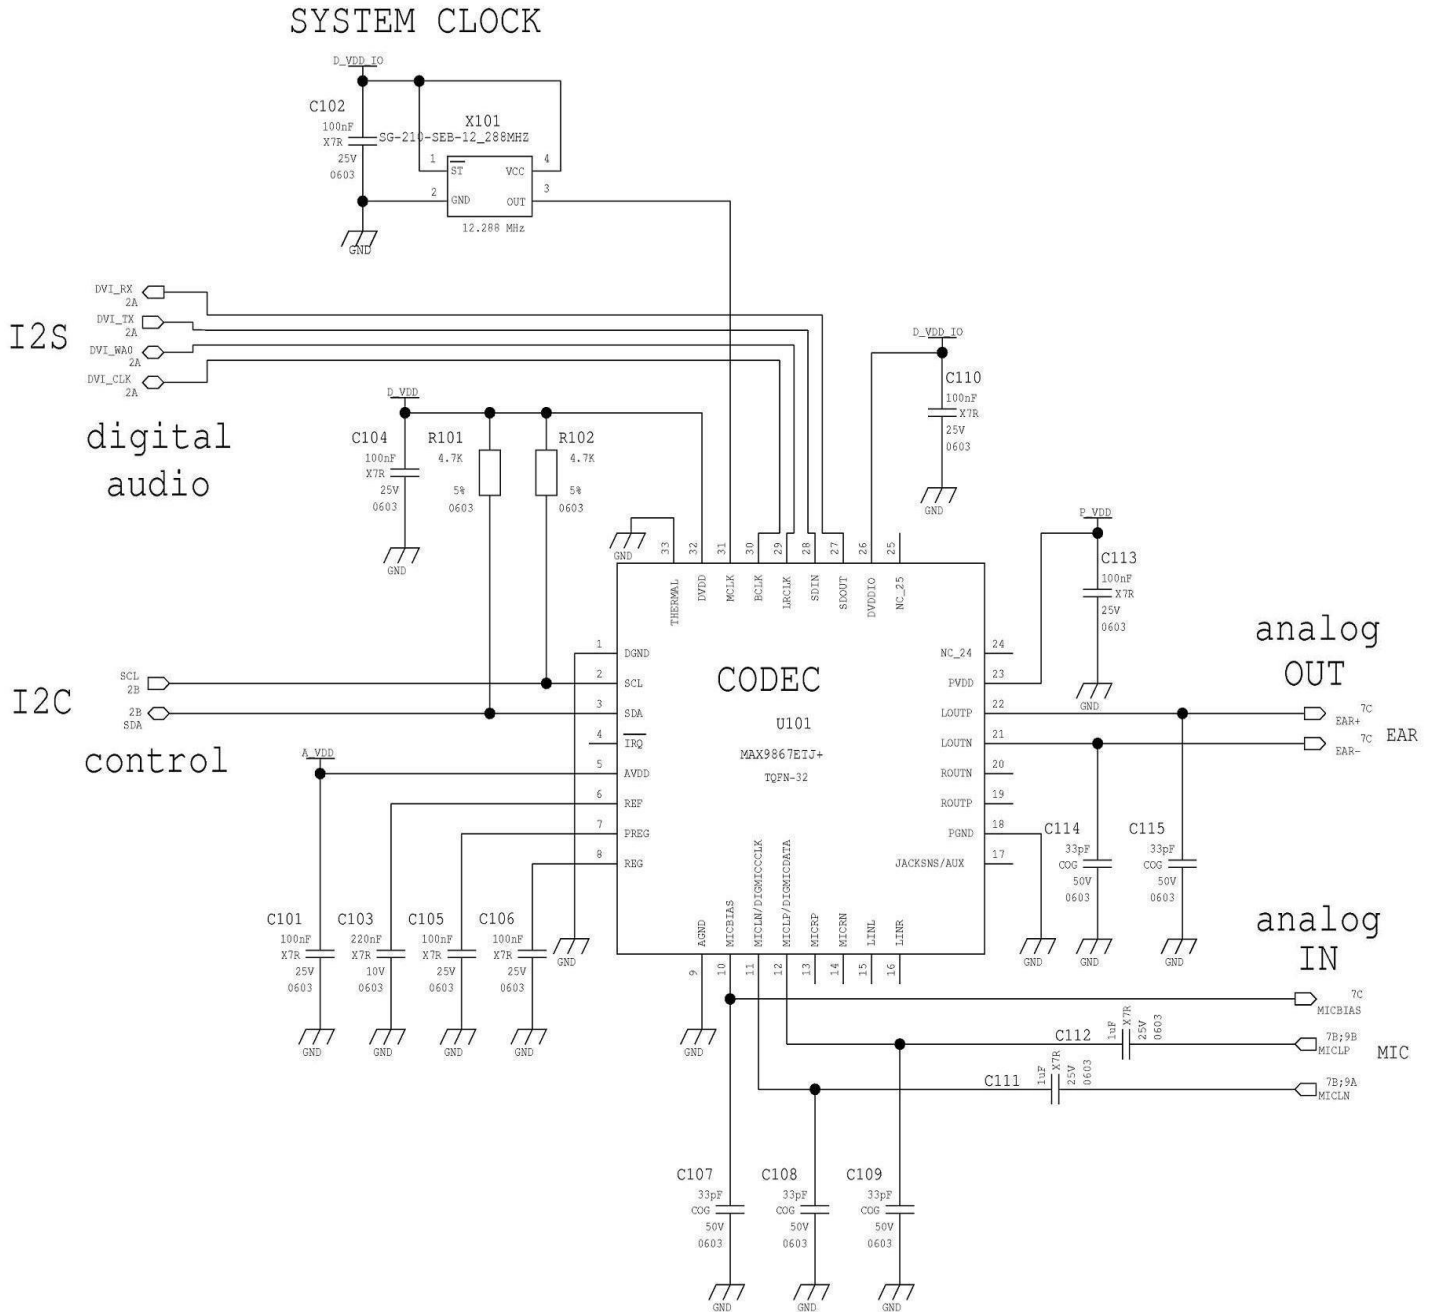 SYSTEM CLOCK
D_VDD_IO
C102
100nF
X7R
25V
0603
X101
SG-210-SEB-12_288MHZ
1
ST
VCC
4
2
GND
OUT
3
12.288 MHz
GND
I2S
DVI_RX
2A
DVI_TX
2A
DVI_WA0
2A
DVI_CLK
2A
digital
audio
D_VDD
C104
100nF
X7R
25V
0603
GND
R101
4.7K
5%
0603
R102
4.7K
5%
0603
D_VDD_IO
C110
100nF
X7R
25V
0603
GND
P_VDD
C113
100nF
X7R
25V
0603
GND
GND
33
32
31
30
29
28
27
26
25
THERMAL
DVDD
MCLK
BCLK
LRCLK
SDIN
SDOUT
DVDDIO
NC_25
I2C
SCL
2B
2B
SDA
control
A_VDD
1
DGND
2
SCL
3
SDA
4
IRQ
5
AVDD
6
REF
7
PREG
8
REG
CODEC
U101
MAX9867ETJ+
TQFN-32
NC_24
24
PVDD
23
LOUTP
22
LOUTN
21
ROUTN
20
ROUTP
19
PGND
18
JACKSNS/AUX
17
analog
OUT
7C
EAR+
7C
EAR-
EAR
C114
33pF
COG
50V
0603
GND
C115
33pF
COG
50V
0603
GND
GND
GND
C101
100nF
X7R
25V
0603
GND
C103
220nF
X7R
10V
0603
GND
C105
100nF
X7R
25V
0603
GND
C106
100nF
X7R
25V
0603
GND
AGND
MICBIAS
MICLN/DIGMICCCLK
MICLP/DIGMICDATA
MICRP
MICRN
LINL
LINR
9
10
11
12
13
14
15
16
GND
analog
IN
7C
MICBIAS
C112
1uF
X7R
25V
0603
7B;9B
MICLP
MIC
C111
1uF
X7R
25V
0603
7B;9A
MICLN
C107
33pF
COG
50V
0603
GND
C108
33pF
COG
50V
0603
GND
C109
33pF
COG
50V
0603
GND